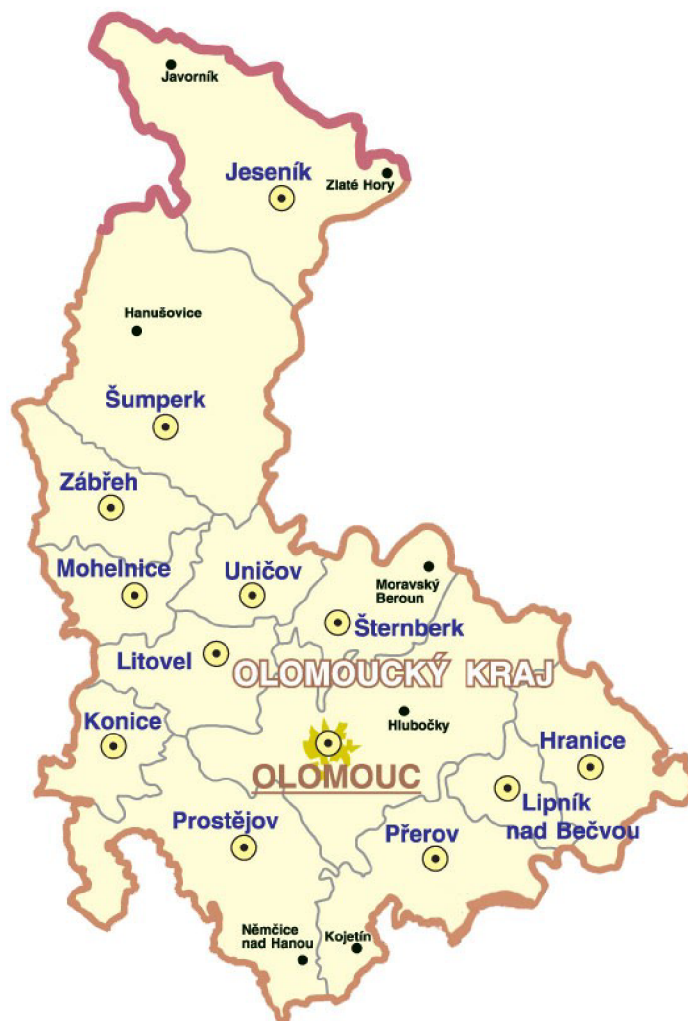 Javorník
Jeseník
Zlaté Hory
Hanušovice
Šumperk
Zábřeh
Mohelnice
Uničov
Moravský
Beroun
Šternberk
Litovel
OLOMOUCKÝ KRAJ
Konice
Hlubočky
Hranice
OLOMOUC
Lipník
nad Bečvou
Prostějov
Přerov
Němčice
nad Hanou
Kojetín